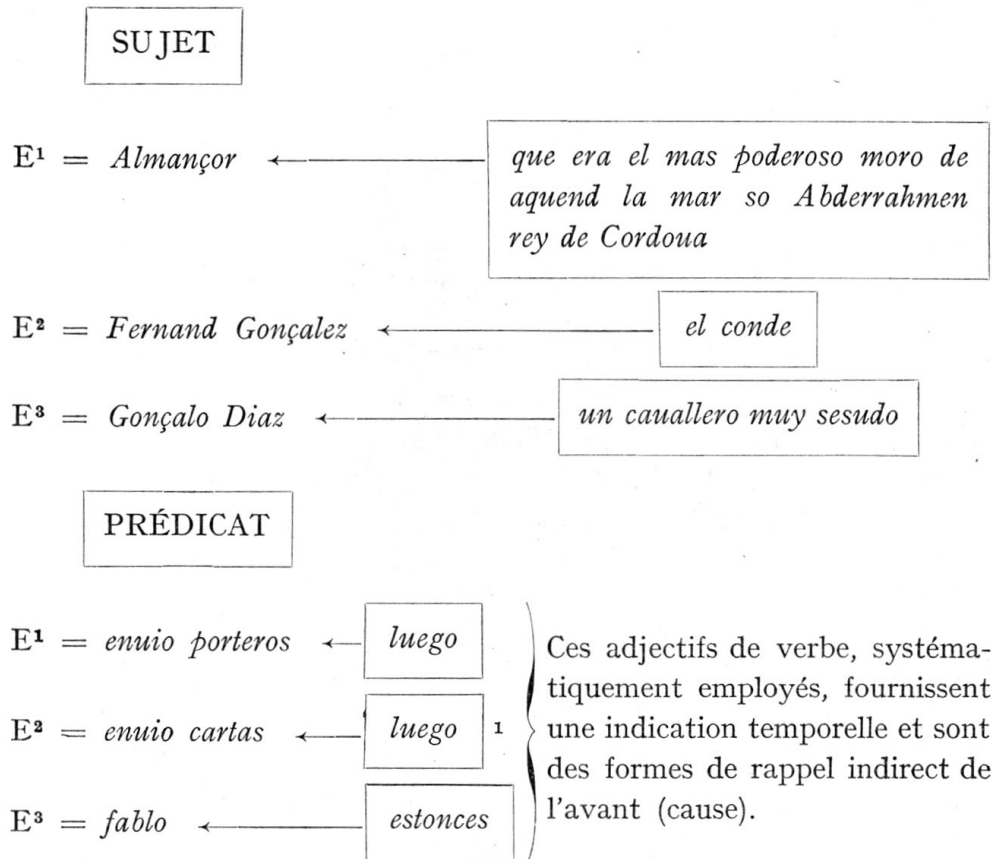 SUJET
E¹ = Almançor ← que era el mas poderoso moro de
aquend la mar so Abderrahmen
rey de Cordoua
E² = Fernand Gonçalez ← el conde
E³ = Gonçalo Diaz ← un cauallero muy sesudo
PRÉDICAT
E¹ = enuio porteros ← luego
E² = enuio cartas ← luego 1
E³ = fablo ← estonces
Ces adjectifs de verbe, systéma-
tiquement employés, fournissent
une indication temporelle et sont
des formes de rappel indirect de
l'avant (cause).